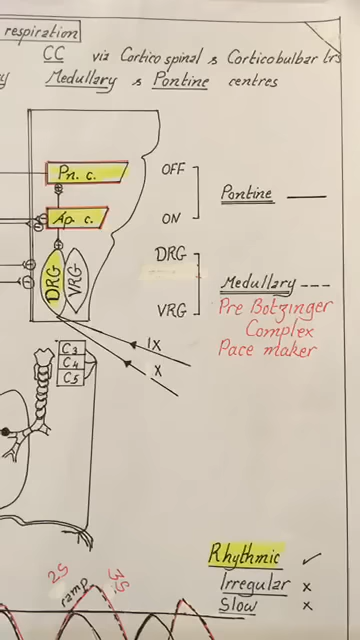 respiration
CC via Cortico spinal & Corticobulbar trs
y Medullary & Pontine centres
Pn. c. OFF
Pontine
Ap. c. ON
DRG
DRG VRG
Medullary
VRG Pre Botzinger
Complex
Pace maker
IX
X
C3
C4
C5
Rhythmic ✓
2S ramp 3S
Irregular x
Slow x